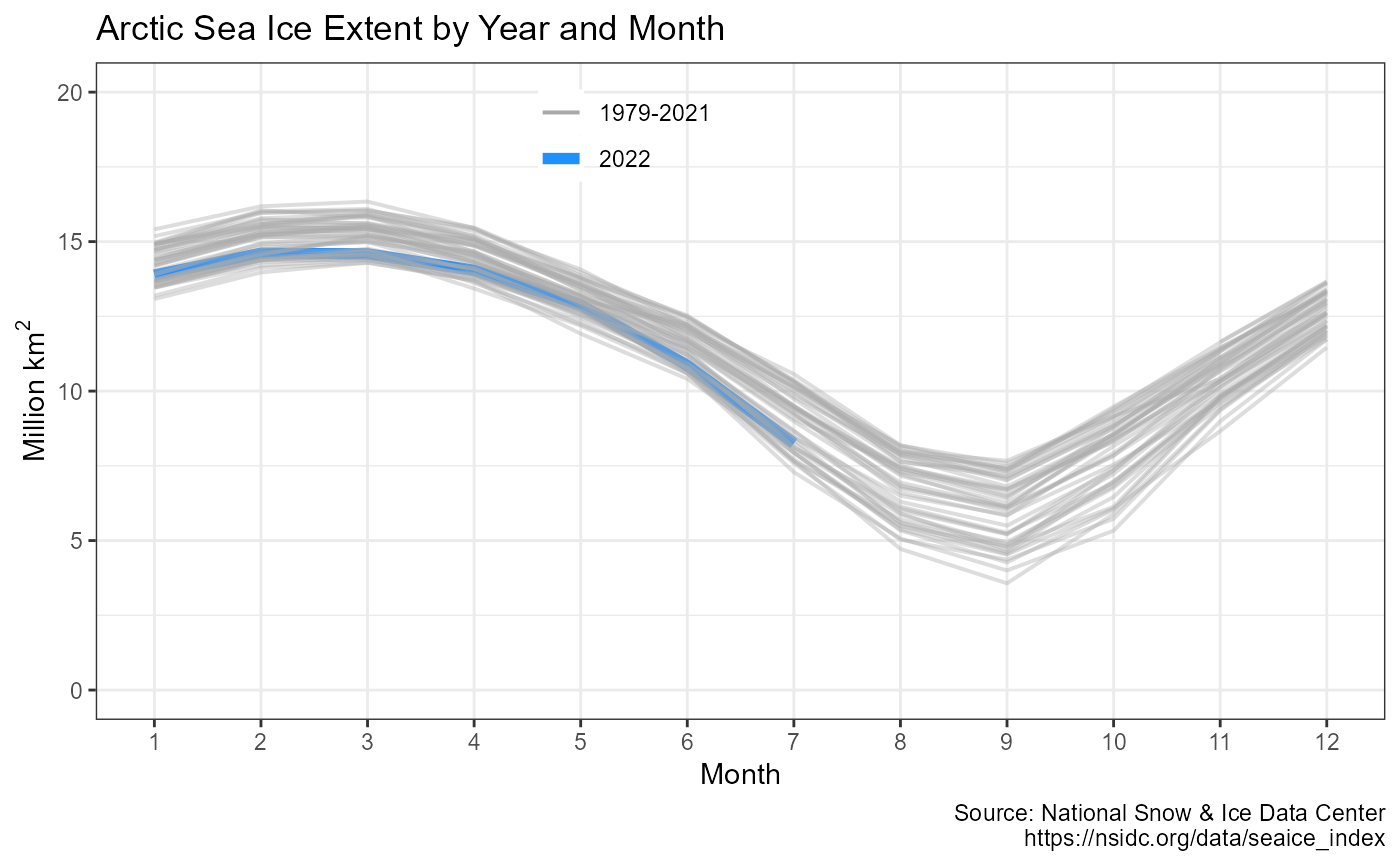 Arctic Sea Ice Extent by Year and Month
20
15
10
5
0
Million km²
1979-2021
2022
1 2 3 4 5 6 7 8 9 10 11 12
Month
Source: National Snow & Ice Data Center
https://nsidc.org/data/seaice_index